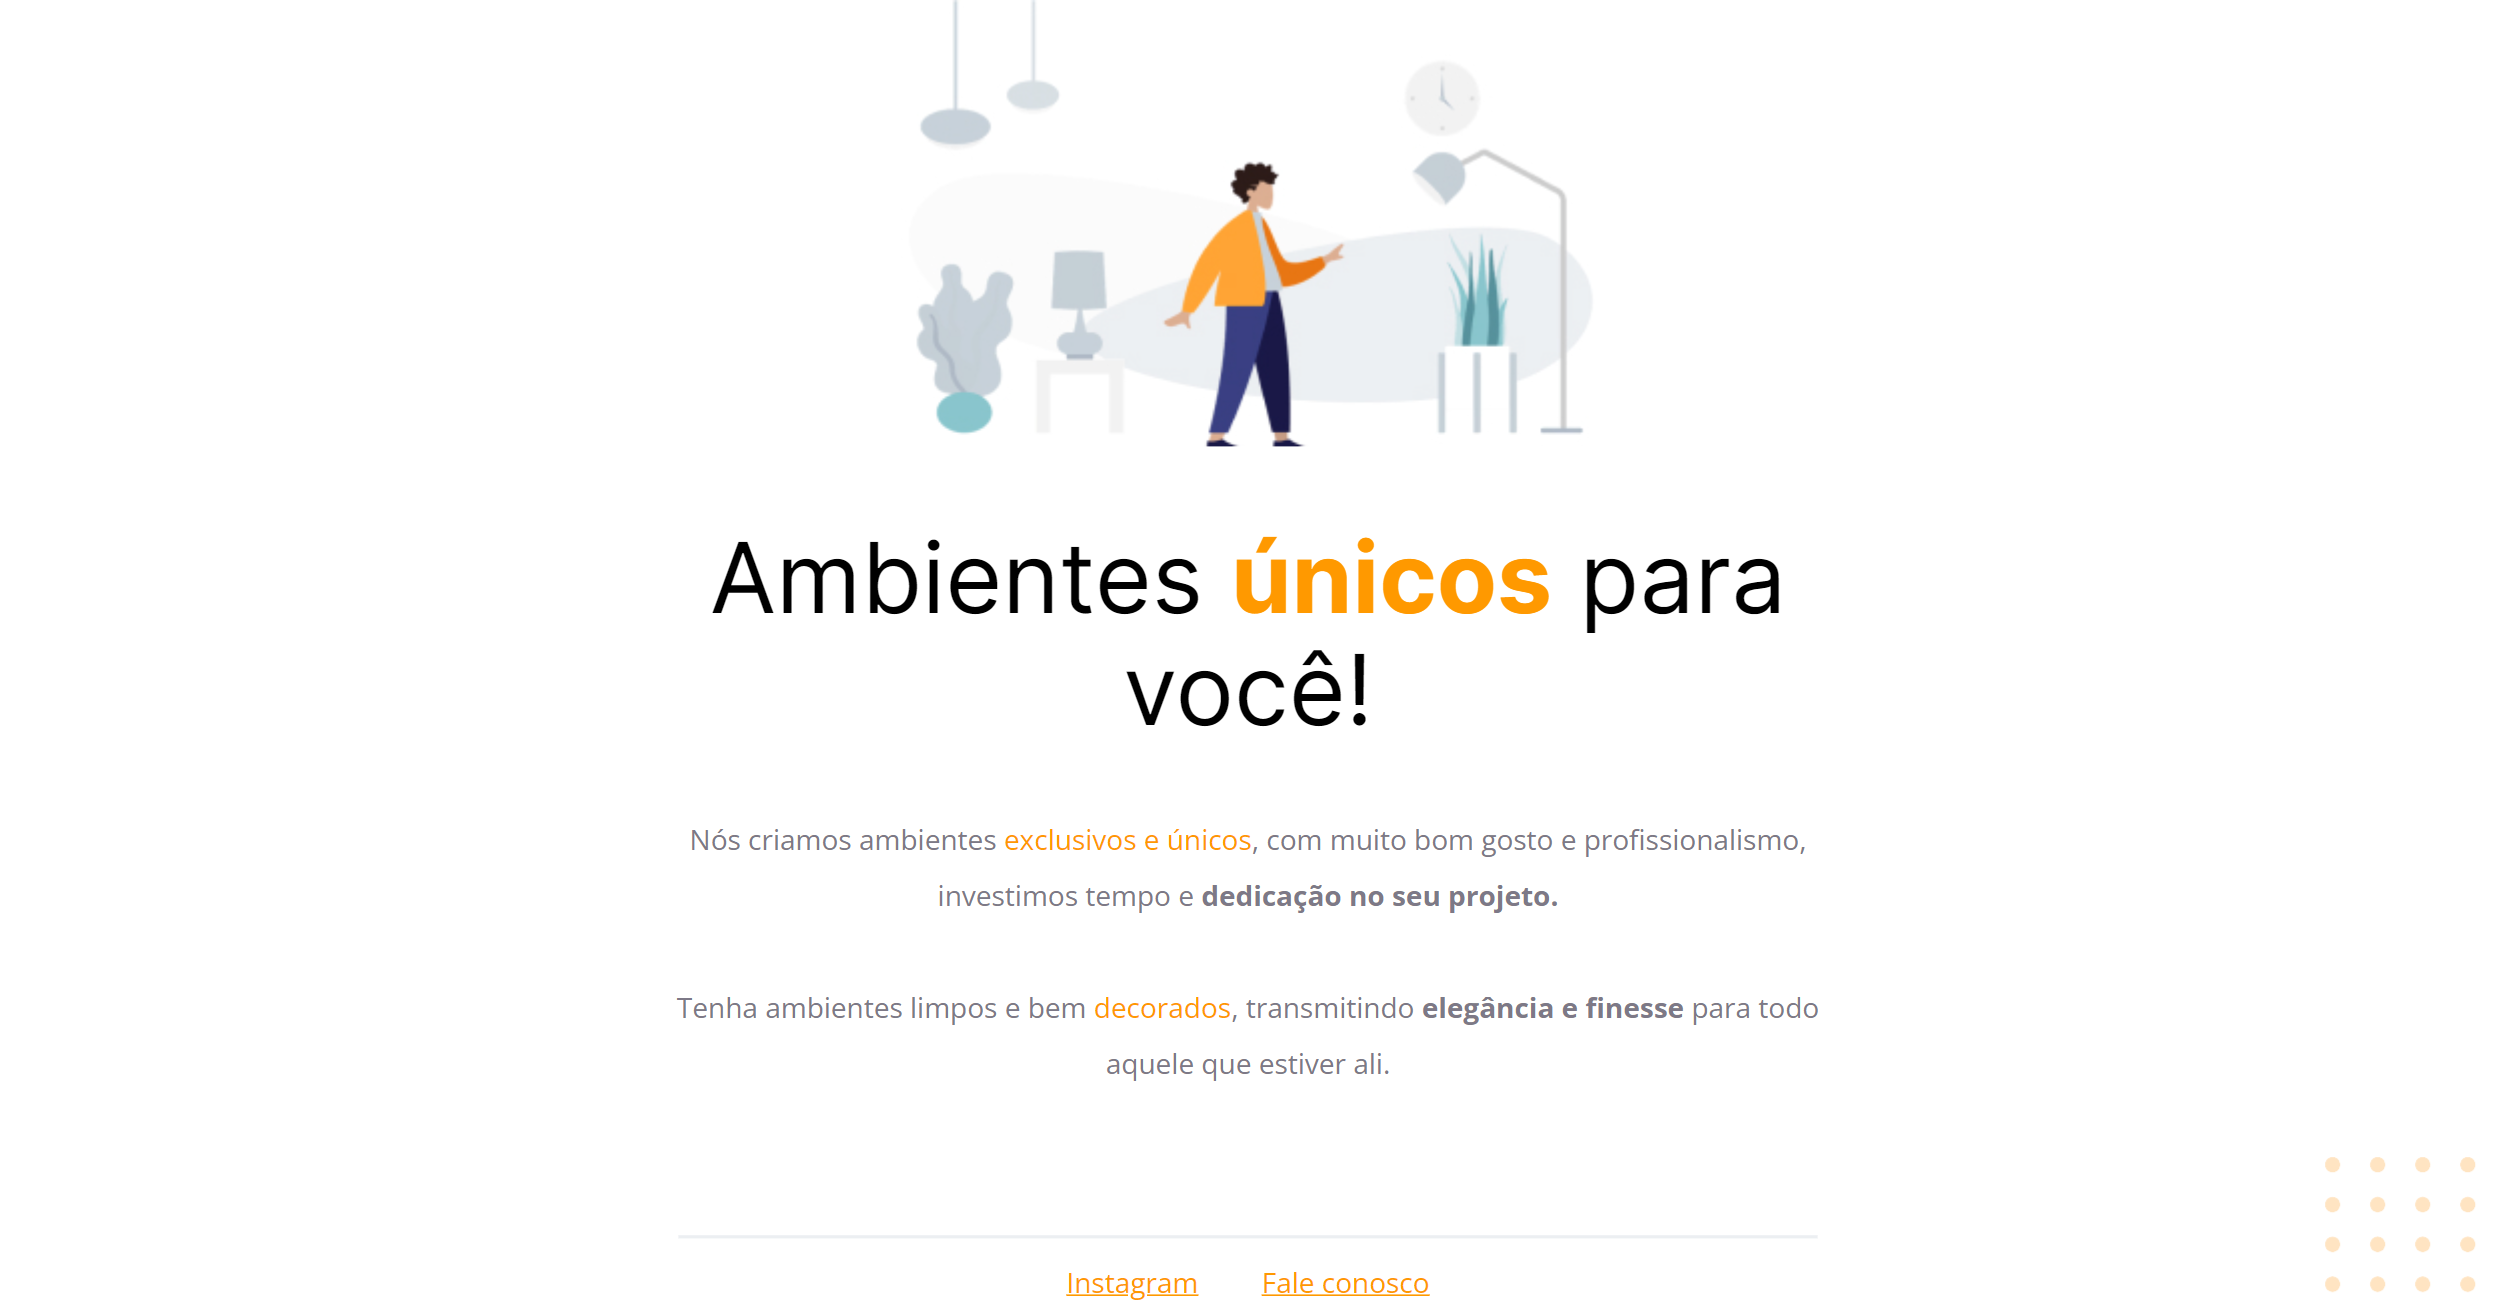 Ambientes únicos para
você!
Nós criamos ambientes exclusivos e únicos, com muito bom gosto e profissionalismo,
investimos tempo e dedicação no seu projeto.
Tenha ambientes limpos e bem decorados, transmitindo elegância e finesse para todo
aquele que estiver ali.
Instagram Fale conosco